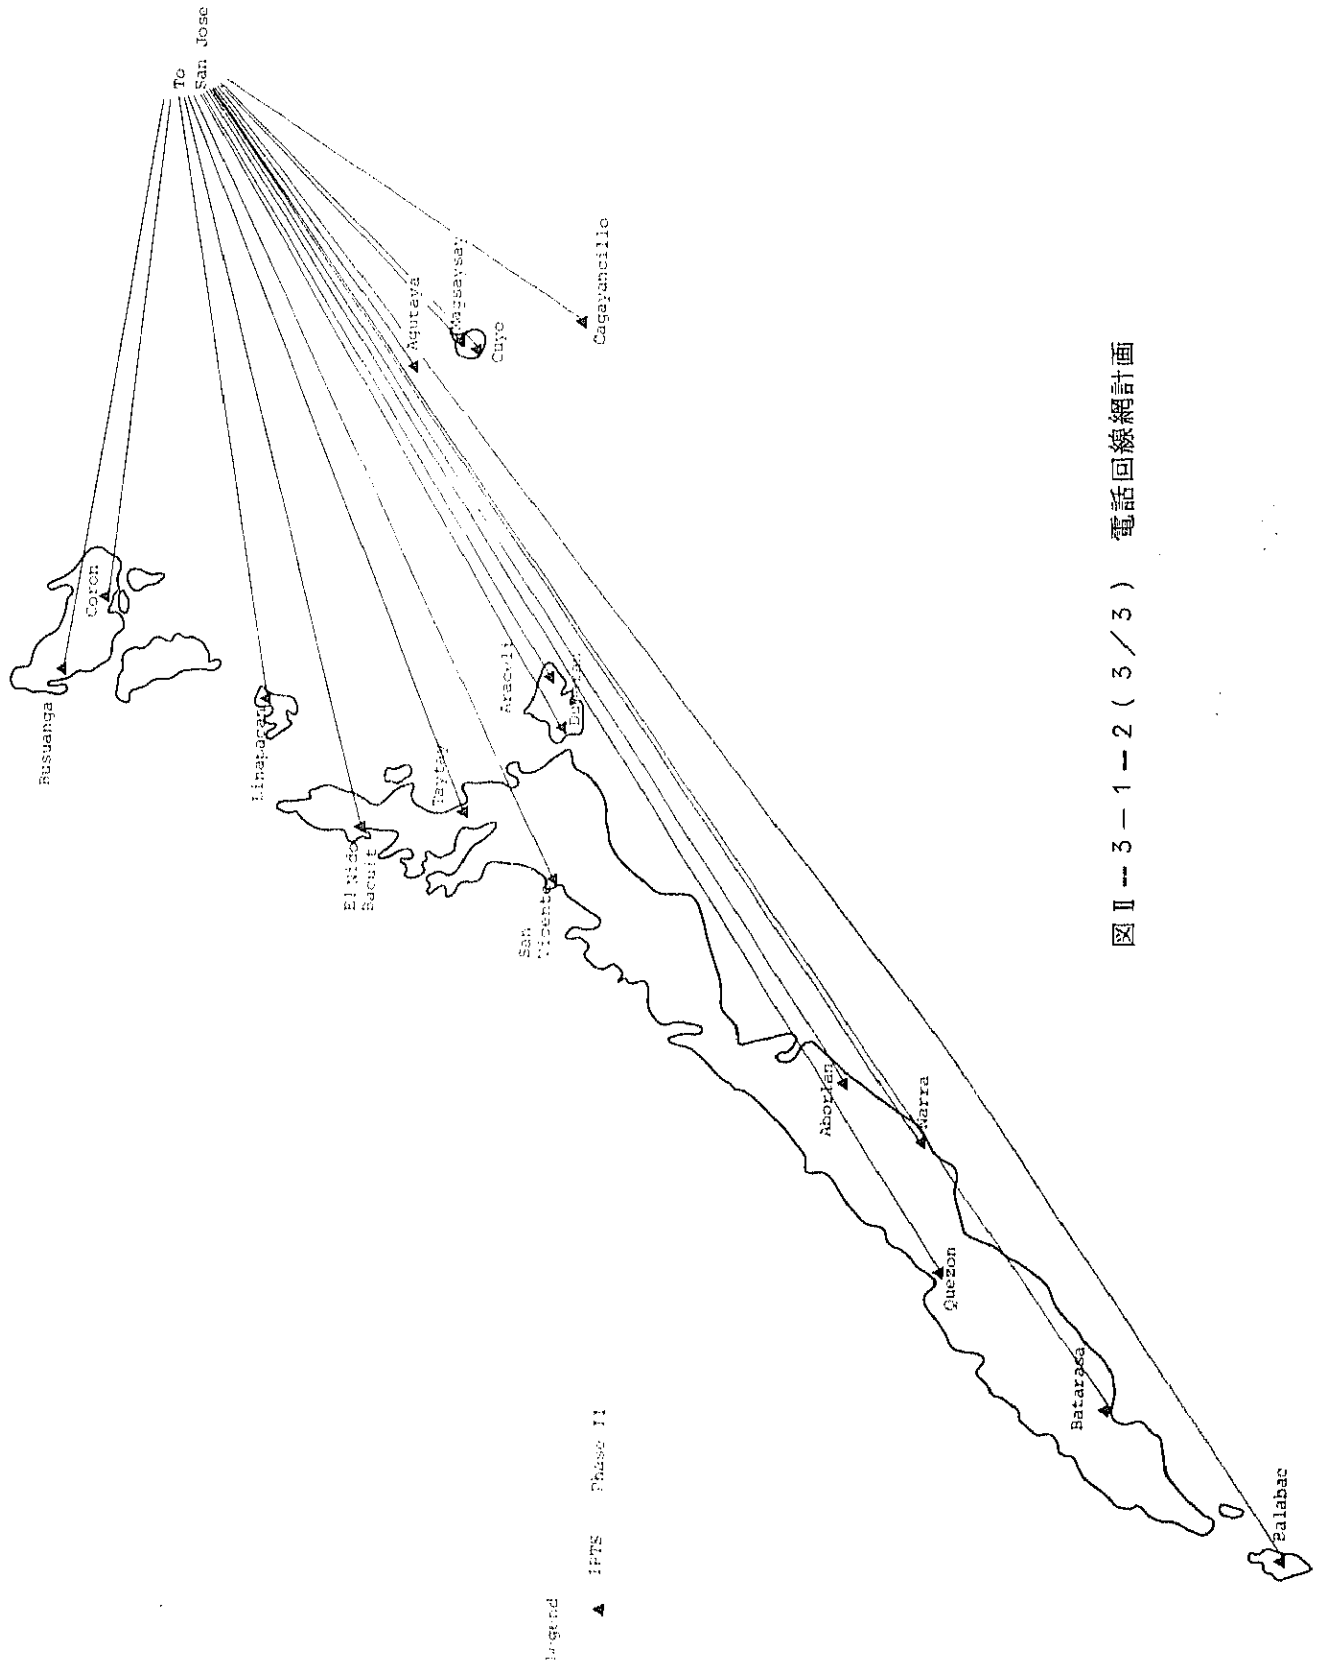 To
San Jose
Busuanga
Coron
Linapacan
El Nido
Bacuit
Taytay
San
Vicente
Araceli
Agutaya
Magsaysay
Cuyo
Cagayancillo
Aborlan
Narra
Quezon
Batarasa
Balabac
Legend
▲ IPTS Phase II
図Ⅱ-3-1-2(3/3) 電話回線網計画